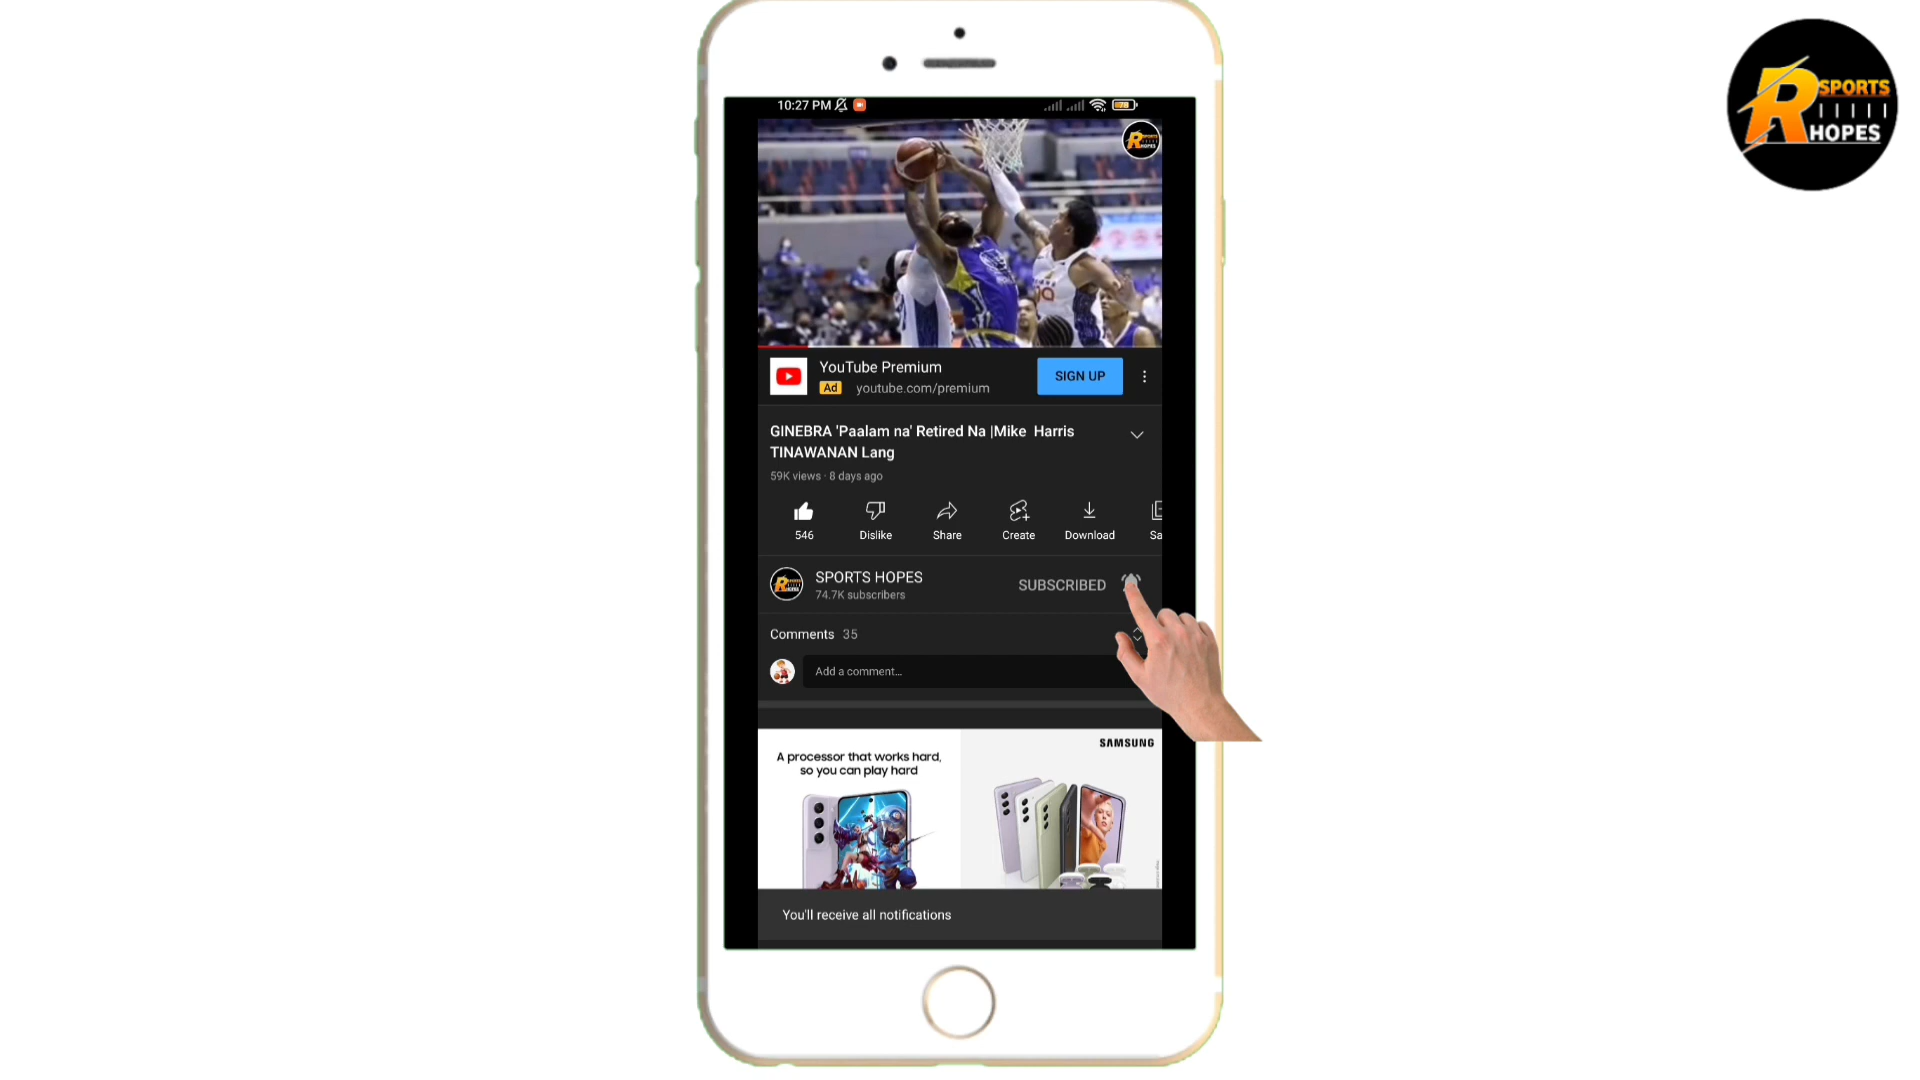 SPORTS
HOPES
10:27 PM
YouTube Premium
SIGN UP
Ad youtube.com/premium
GINEBRA 'Paalam na' Retired Na |Mike Harris
TINAWANAN Lang
59K views · 8 days ago
546 Dislike Share Create Download Sa
SPORTS HOPES
SUBSCRIBED
74.7K subscribers
Comments 35
Add a comment...
SAMSUNG
A processor that works hard,
so you can play hard
You'll receive all notifications